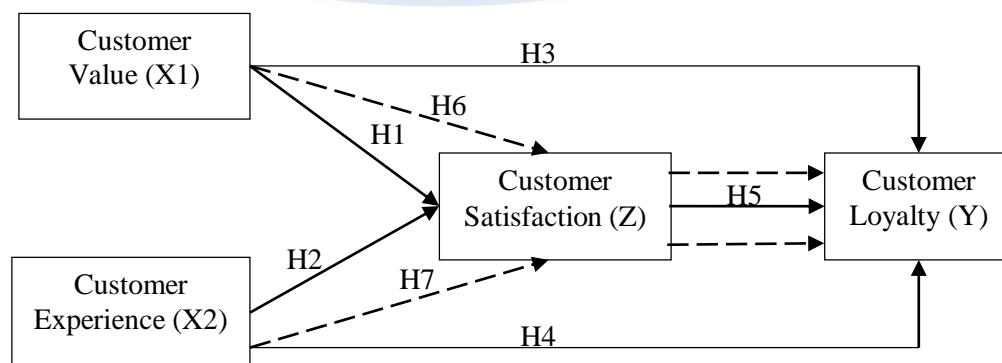 Customer
Value (X1)
H3
H6
H1
Customer
Satisfaction (Z)
H5
Customer
Loyalty (Y)
H2
H7
Customer
Experience (X2)
H4